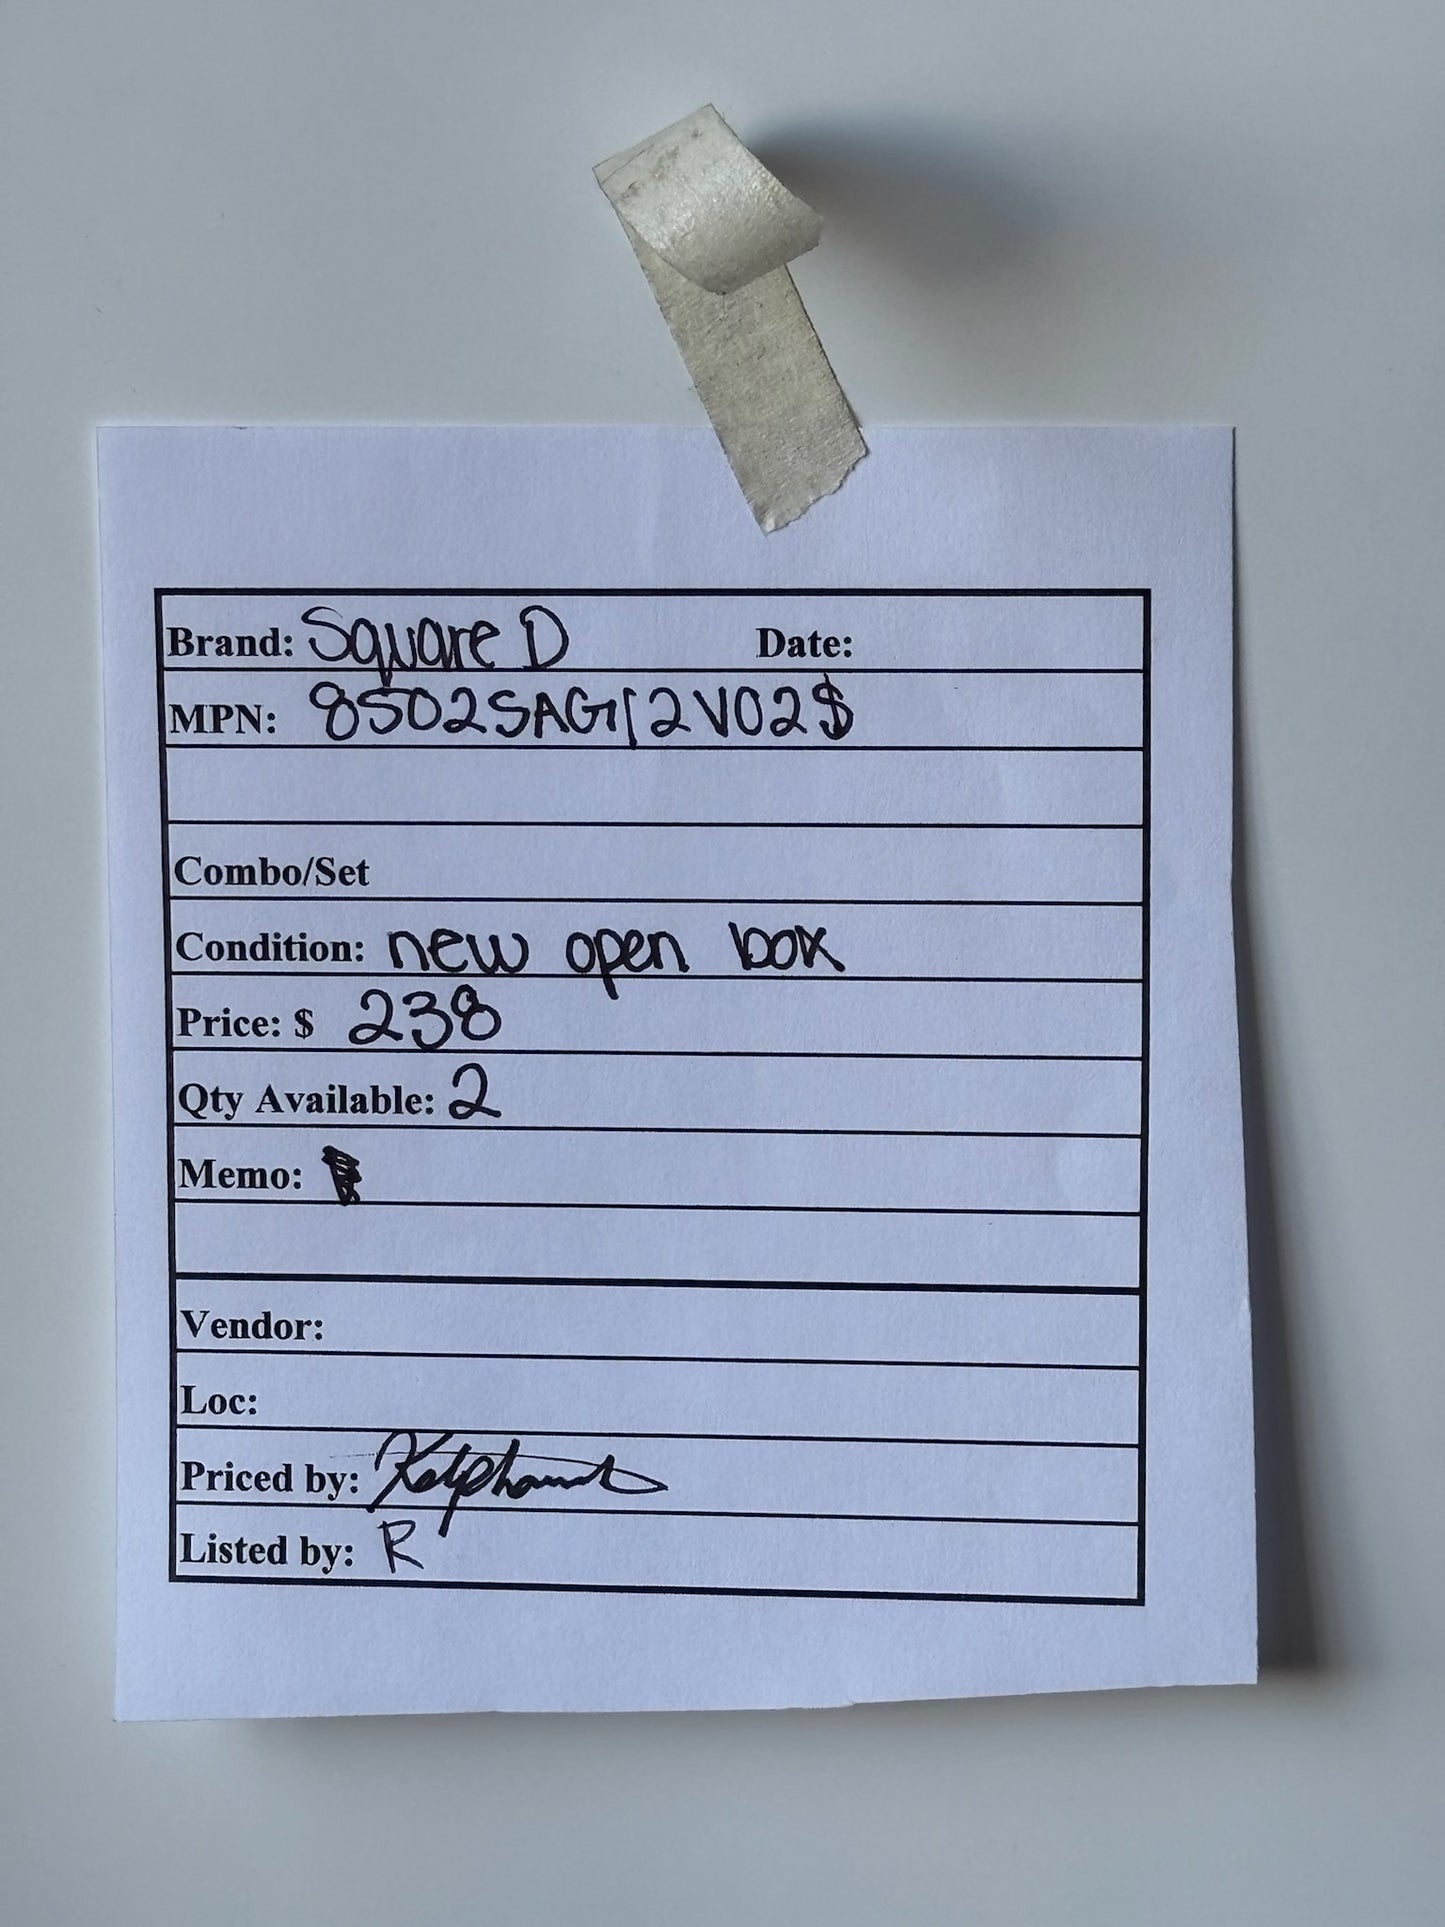 Brand: Square D Date:
MPN: 8502SAG12V02$
Combo/Set
Condition: new open box
Price: $ 238
Qty Available: 2
Memo:
Vendor:
Loc:
Priced by:
Listed by: R